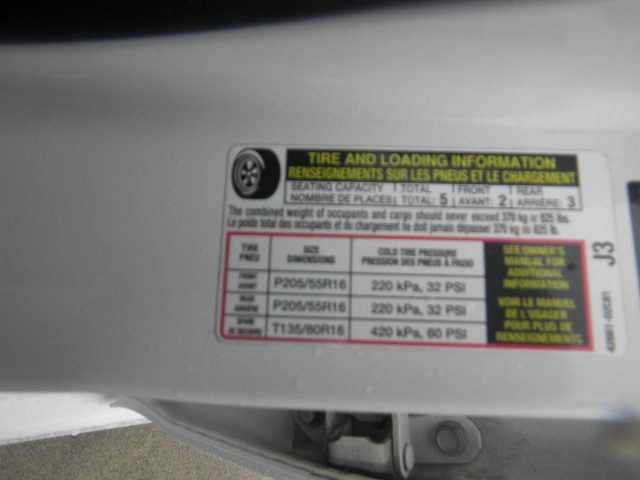 TIRE AND LOADING INFORMATION
RENSEIGNEMENTS SUR LES PNEUS ET LE CHARGEMENT
SEATING CAPACITY TOTAL FRONT REAR
NOMBRE DE PLACES TOTAL: 5 AVANT: 2 ARRIÈRE: 3
The combined weight of occupants and cargo should never exceed 370 kg or 825 lbs.
Le poids total des occupants et du chargement ne doit jamais dépasser 370 kg ou 825 lb.
TIRE PNEU
SIZE DIMENSIONS
COLD TIRE PRESSURE
PRESSION DES PNEUS À FROID
FRONT AVANT P205/55R16 220 kPa, 32 PSI
REAR ARRIÈRE P205/55R16 220 kPa, 32 PSI
SPARE DE SECOURS T135/80R16 420 kPa, 60 PSI
SEE OWNER'S
MANUAL FOR
ADDITIONAL
INFORMATION
VOIR LE MANUEL
DE L'USAGER
POUR PLUS DE
RENSEIGNEMENTS
J3